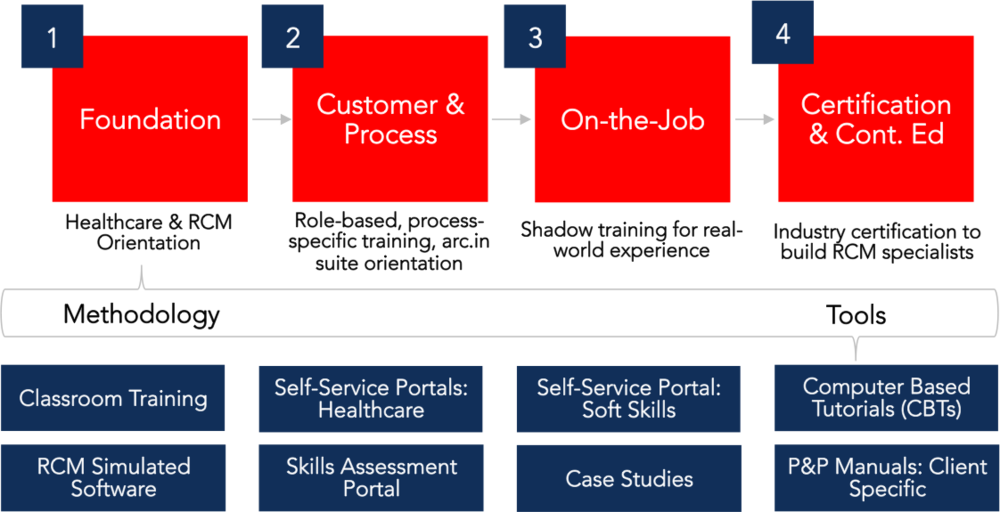 1
Foundation
Healthcare & RCM
Orientation
2
Customer &
Process
Role-based, process-
specific training, arc.in
suite orientation
3
On-the-Job
Shadow training for real-
world experience
4
Certification
& Cont. Ed
Industry certification to
build RCM specialists
Methodology
Tools
Classroom Training
Self-Service Portals:
Healthcare
Self-Service Portal:
Soft Skills
Computer Based
Tutorials (CBTs)
RCM Simulated
Software
Skills Assessment
Portal
Case Studies
P&P Manuals: Client
Specific